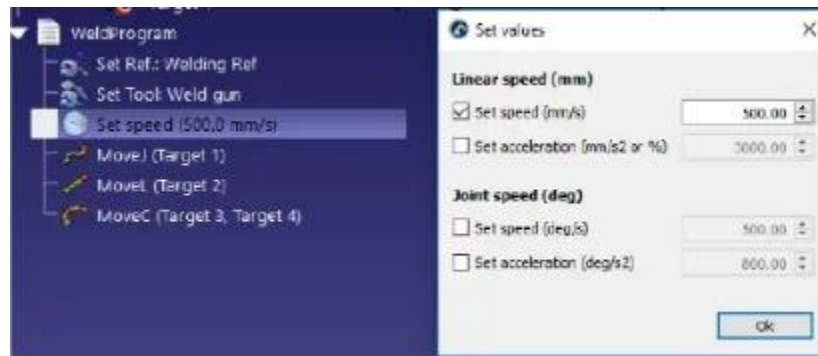 WeldProgram
Set Ref.: Welding Ref
Set Tool: Weld gun
Set speed (500,0 mm/s)
MoveJ (Target 1)
MoveL (Target 2)
MoveC (Target 3, Target 4)
Set values
Linear speed (mm)
Set speed (mm/s) 500.00
Set acceleration (mm/s2 or %) 3000.00
Joint speed (deg)
Set speed (deg/s) 500.00
Set acceleration (deg/s2) 800.00
Ok